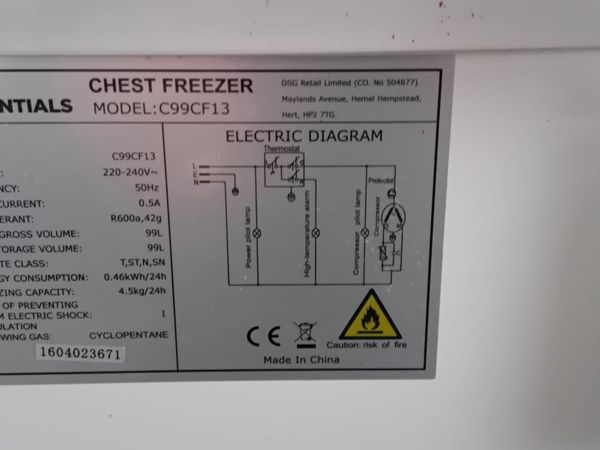 CHEST FREEZER
NTIALS MODEL:C99CF13
DSG Retail Limited (CO. No 504877)
Maylands Avenue, Hemel Hempstead,
Hert, HP2 7TG.
C99CF13
: 220-240V~
NCY: 50Hz
CURRENT: 0.5A
ERANT: R600a,42g
GROSS VOLUME: 99L
TORAGE VOLUME: 99L
TE CLASS: T,ST,N,SN
GY CONSUMPTION: 0.46kWh/24h
ZING CAPACITY: 4.5kg/24h
OF PREVENTING
M ELECTRIC SHOCK: I
ULATION
WING GAS: CYCLOPENTANE
1604023671
ELECTRIC DIAGRAM
Thermostat
L
E
N
Power pilot lamp
High-temperature alarm
Compressor pilot lamp
Compressor
Protector
CE
Caution: risk of fire
Made In China